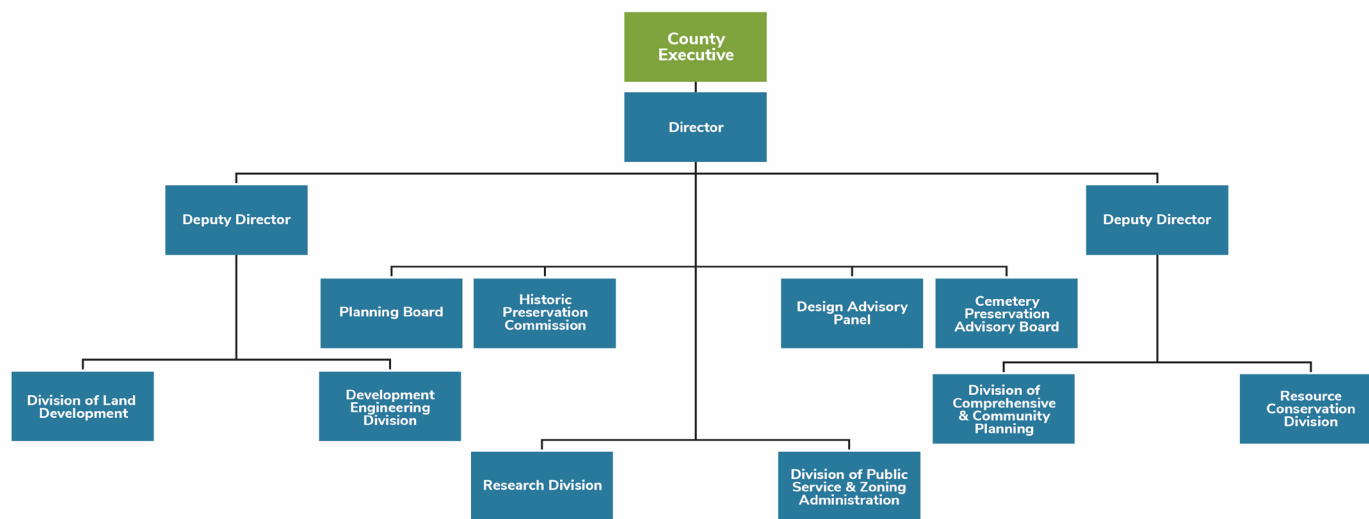 County
Executive
Director
Deputy Director
Deputy Director
Planning Board
Historic
Preservation
Commission
Design Advisory
Panel
Cemetery
Preservation
Advisory Board
Division of Land
Development
Development
Engineering
Division
Division of
Comprehensive
& Community
Planning
Resource
Conservation
Division
Research Division
Division of Public
Service & Zoning
Administration